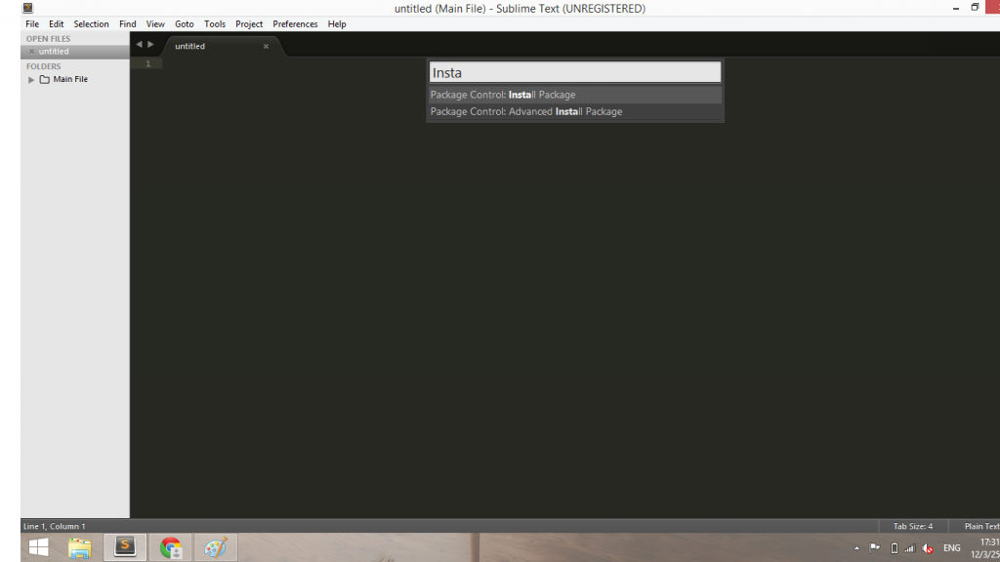 untitled (Main File) - Sublime Text (UNREGISTERED)
File Edit Selection Find View Goto Tools Project Preferences Help
OPEN FILES
untitled
FOLDERS
Main File
untitled
1
Insta
Package Control: Install Package
Package Control: Advanced Install Package
Line 1, Column 1
Tab Size: 4
Plain Text
ENG
17:31
12/3/25